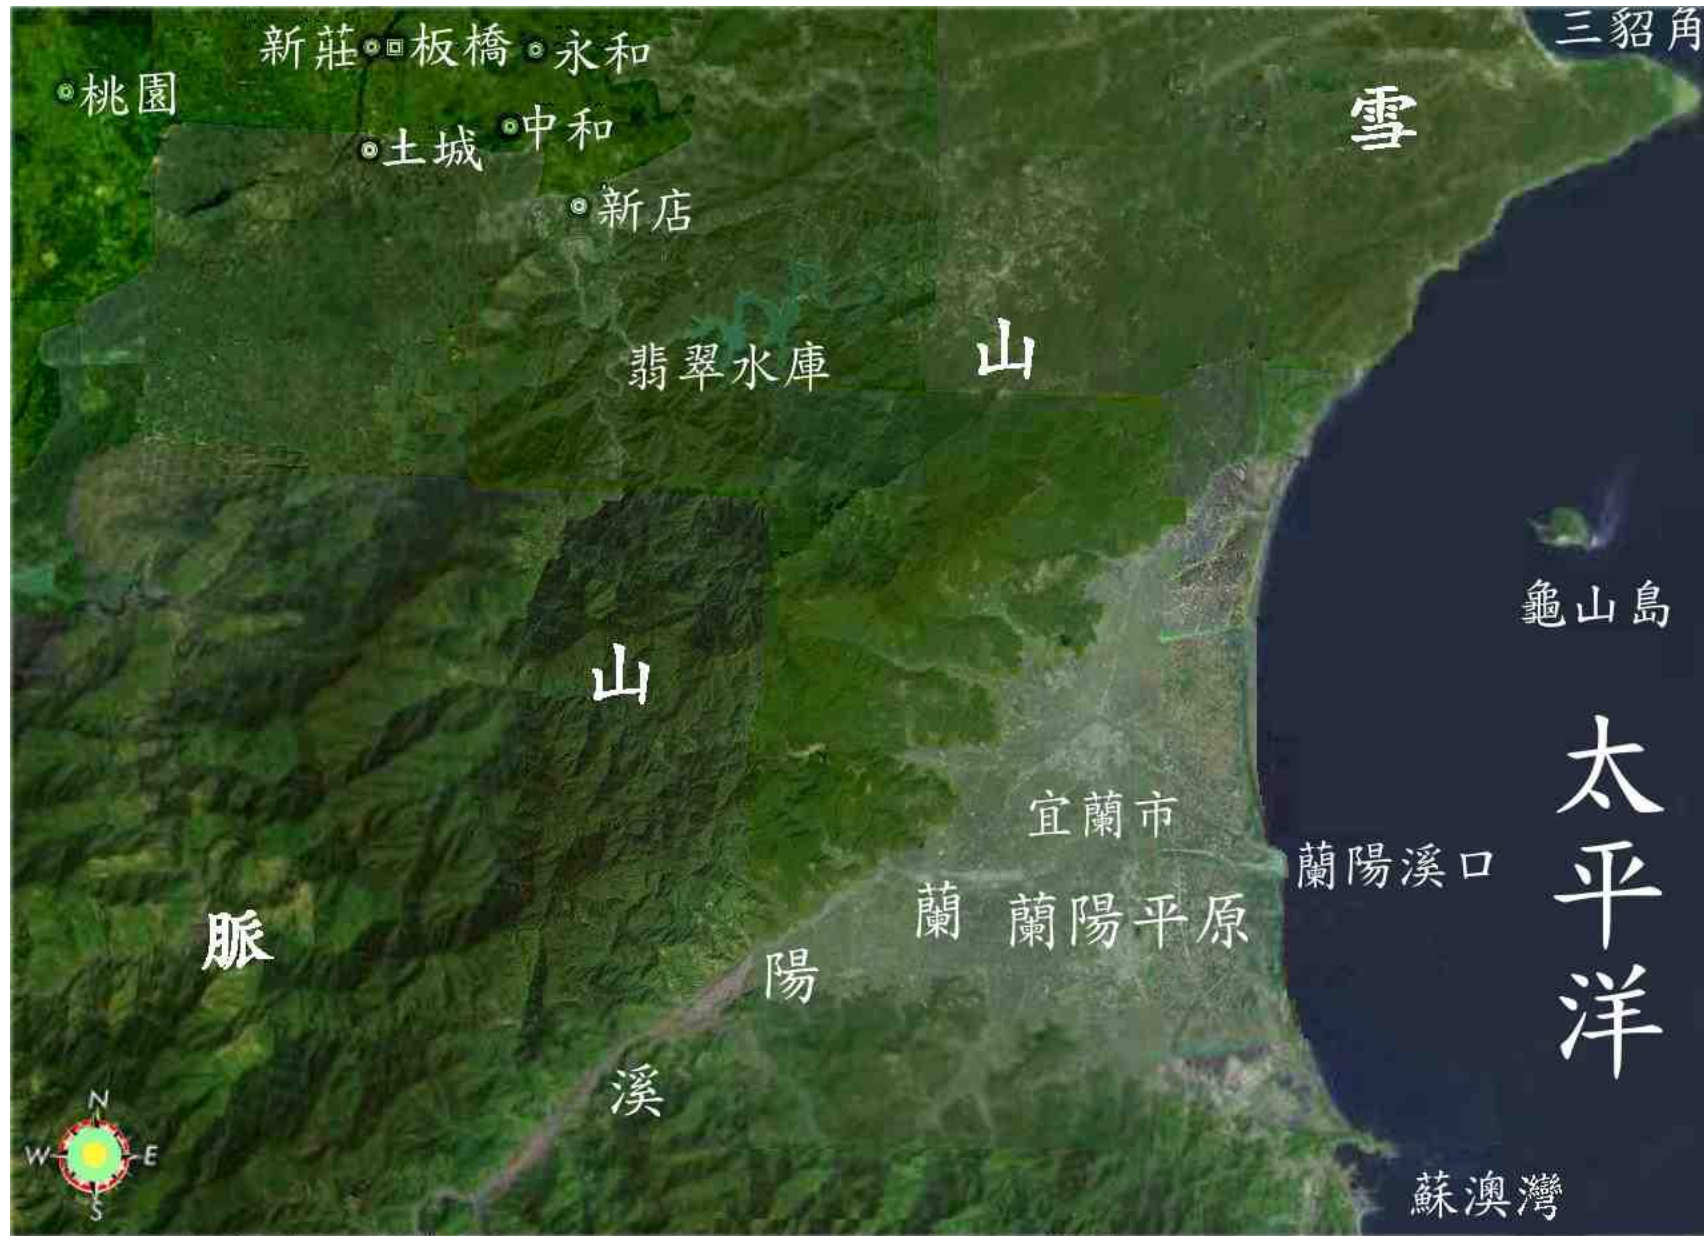 三貂角
新莊
板橋
永和
桃園
中和
土城
新店
雪
山
山
脈
翡翠水庫
龜山島
太平洋
宜蘭市
蘭陽溪口
蘭陽平原
蘭
陽
溪
蘇澳灣
N
W
E
S